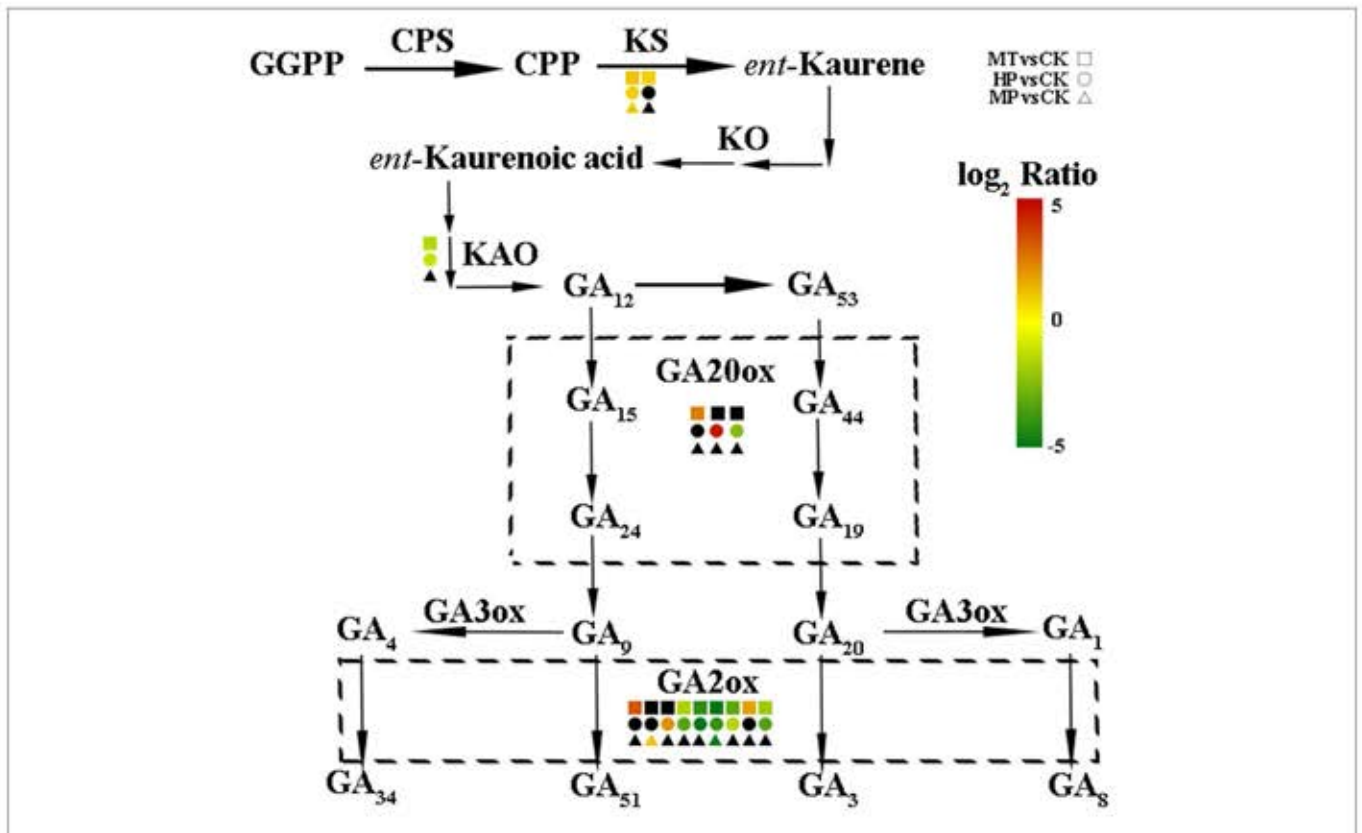 GGPP CPS CPP KS ent-Kaurene
MTvsCK
HPvsCK
MPvsCK
ent-Kaurenoic acid KO
log2 Ratio
5
0
-5
KAO
GA12 GA53
GA20ox
GA15 GA44
GA24 GA19
GA4 GA3ox GA9 GA20 GA3ox GA1
GA2ox
GA34 GA51 GA3 GA8